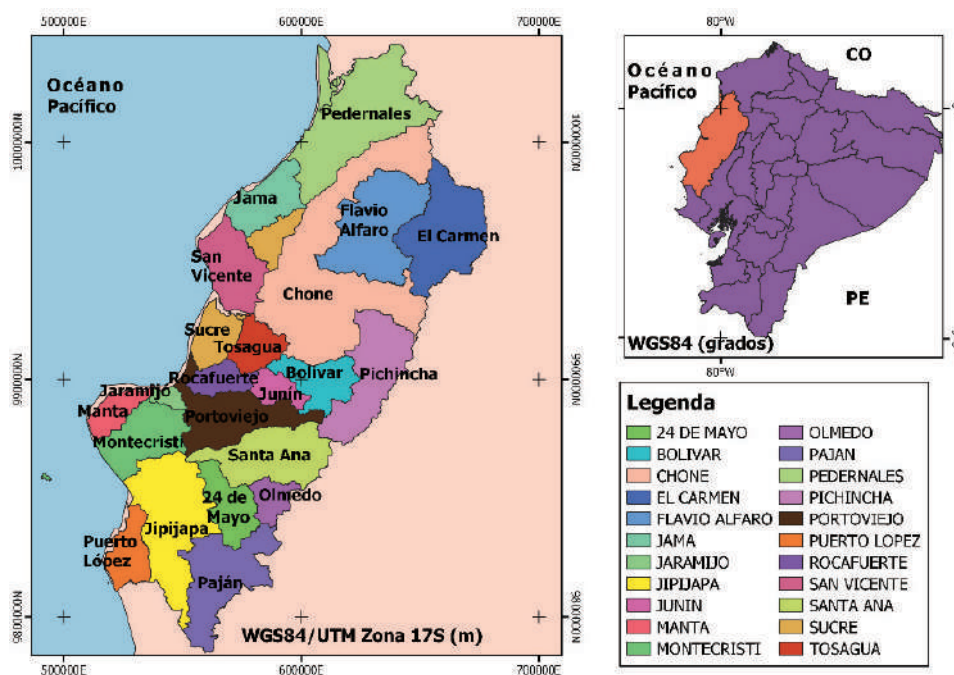 500000E
600000E
700000E
Océano
Pacífico
Pedernales
Jama
Flavio
Alfaro
El Carmen
San
Vicente
Chone
Sucre
Tosagua
Bolívar
Pichincha
Rocafuerte
Junín
Jaramijó
Manta
Portoviejo
Montecristi
Santa Ana
24 de
Mayo
Olmedo
Jipijapa
Puerto
López
Paján
WGS84/UTM Zona 17S (m)
10000000N
9900000N
9800000N
10000000N
9900000N
9800000N
500000E
600000E
700000E
80°W
CO
Océano
Pacífico
PE
WGS84 (grados)
80°W
Legenda
24 DE MAYO
BOLIVAR
CHONE
EL CARMEN
FLAVIO ALFARO
JAMA
JARAMIJO
JIPIJAPA
JUNIN
MANTA
MONTECRISTI
OLMEDO
PAJAN
PEDERNALES
PICHINCHA
PORTOVIEJO
PUERTO LOPEZ
ROCAFUERTE
SAN VICENTE
SANTA ANA
SUCRE
TOSAGUA